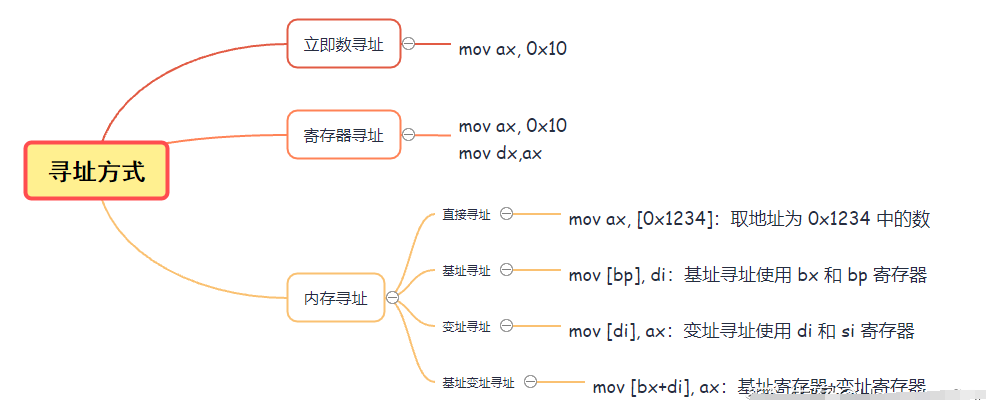 寻址方式
立即数寻址
mov ax, 0x10
寄存器寻址
mov ax, 0x10
mov dx,ax
内存寻址
直接寻址
mov ax, [0x1234]：取地址为 0x1234 中的数
基址寻址
mov [bp], di：基址寻址使用 bx 和 bp 寄存器
变址寻址
mov [di], ax：变址寻址使用 di 和 si 寄存器
基址变址寻址
mov [bx+di], ax：基址寄存器+变址寄存器